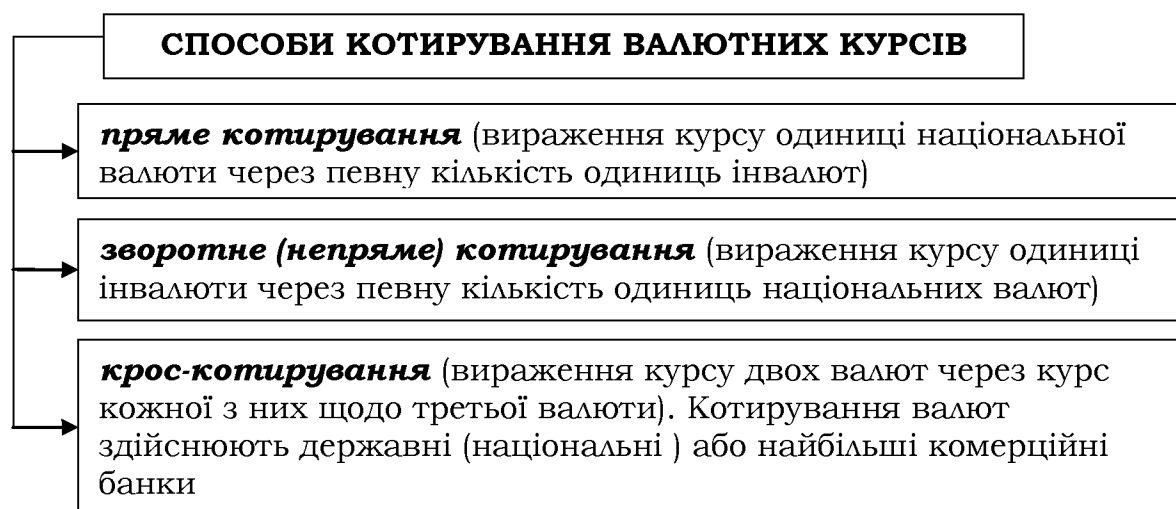 СПОСОБИ КОТИРУВАННЯ ВАЛЮТНИХ КУРСІВ
пряме котирування (вираження курсу одиниці національної
валюти через певну кількість одиниць інвалют)
зворотне (непряме) котирування (вираження курсу одиниці
інвалюти через певну кількість одиниць національних валют)
крос-котирування (вираження курсу двох валют через курс
кожної з них щодо третьої валюти). Котирування валют
здійснюють державні (національні ) або найбільші комерційні
банки